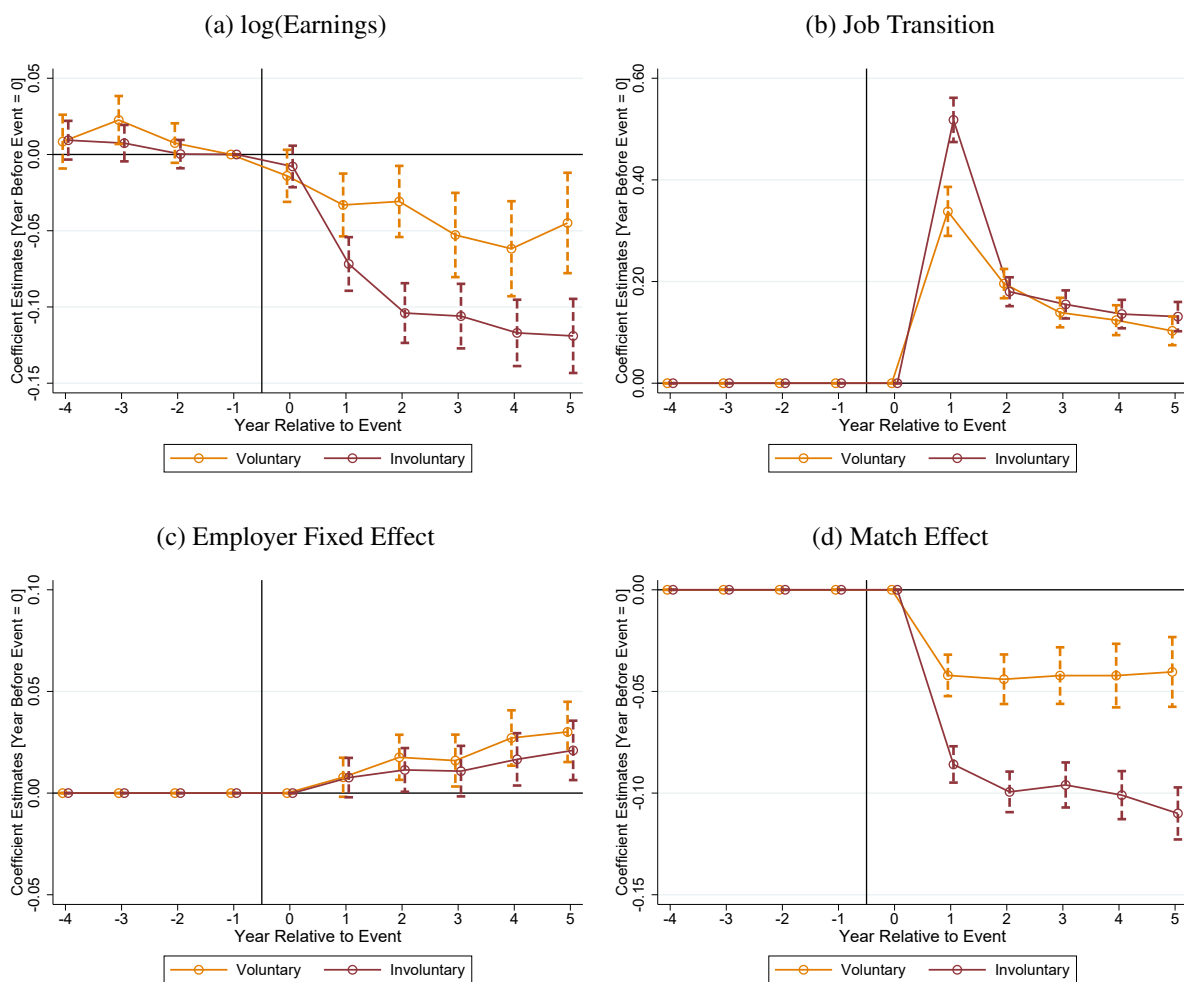 (a) log(Earnings)
Coefficient Estimates [Year Before Event = 0]
0.05
0.00
-0.05
-0.10
-0.15
-4 -3 -2 -1 0 1 2 3 4 5
Year Relative to Event
Voluntary Involuntary
(b) Job Transition
Coefficient Estimates [Year Before Event = 0]
0.60
0.40
0.20
0.00
-4 -3 -2 -1 0 1 2 3 4 5
Year Relative to Event
Voluntary Involuntary
(c) Employer Fixed Effect
Coefficient Estimates [Year Before Event = 0]
0.10
0.05
0.00
-0.05
-4 -3 -2 -1 0 1 2 3 4 5
Year Relative to Event
Voluntary Involuntary
(d) Match Effect
Coefficient Estimates [Year Before Event = 0]
0.00
-0.05
-0.10
-0.15
-4 -3 -2 -1 0 1 2 3 4 5
Year Relative to Event
Voluntary Involuntary